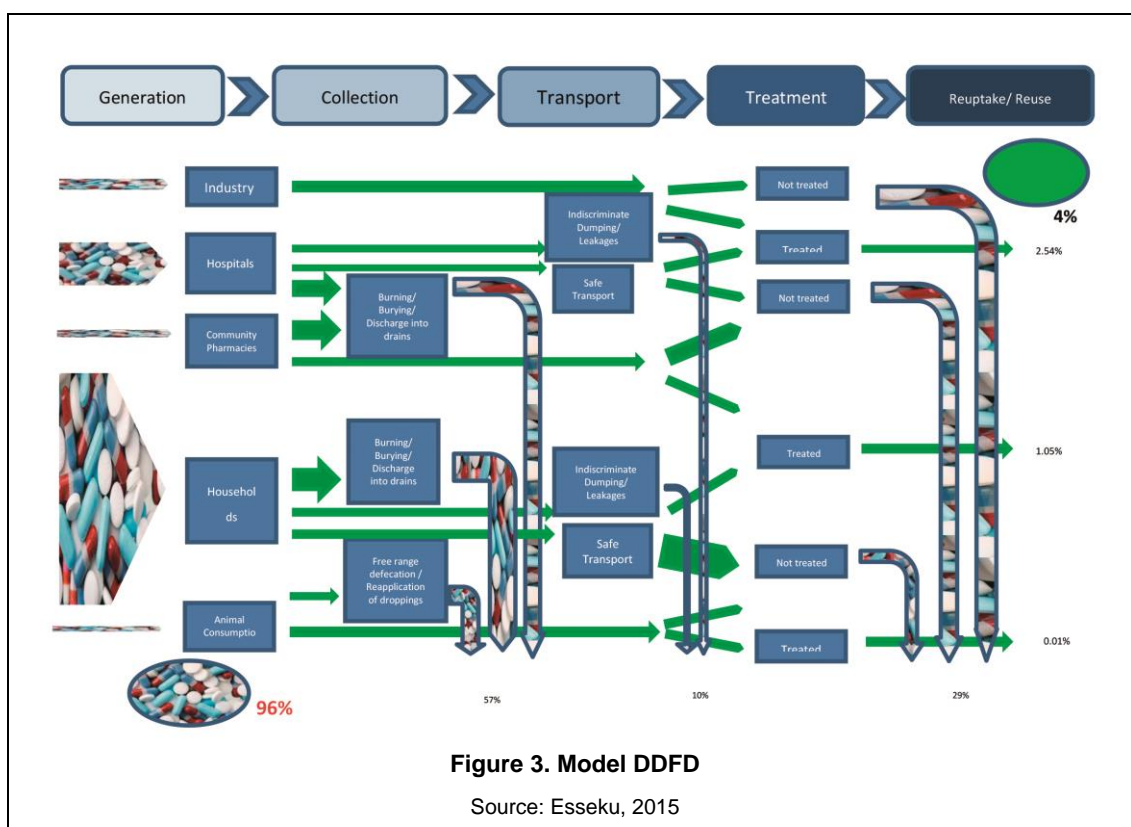 Generation
Collection
Transport
Treatment
Reuptake/ Reuse
Industry
Hospitals
Community
Pharmacies
Househol
ds
Animal
Consumptio
Burning/
Burying/
Discharge into
drains
Burning/
Burying/
Discharge
into drains
Free range
defecation /
Reapplication
of droppings
Indiscriminate
Dumping/
Leakages
Safe
Transport
Indiscriminate
Dumping/
Leakages
Safe
Transport
Not treated
Treated
Not treated
Treated
Not treated
Treated
4%
2.54%
1.05%
0.01%
96%
57%
10%
29%
Figure 3. Model DDFD
Source: Esseku, 2015